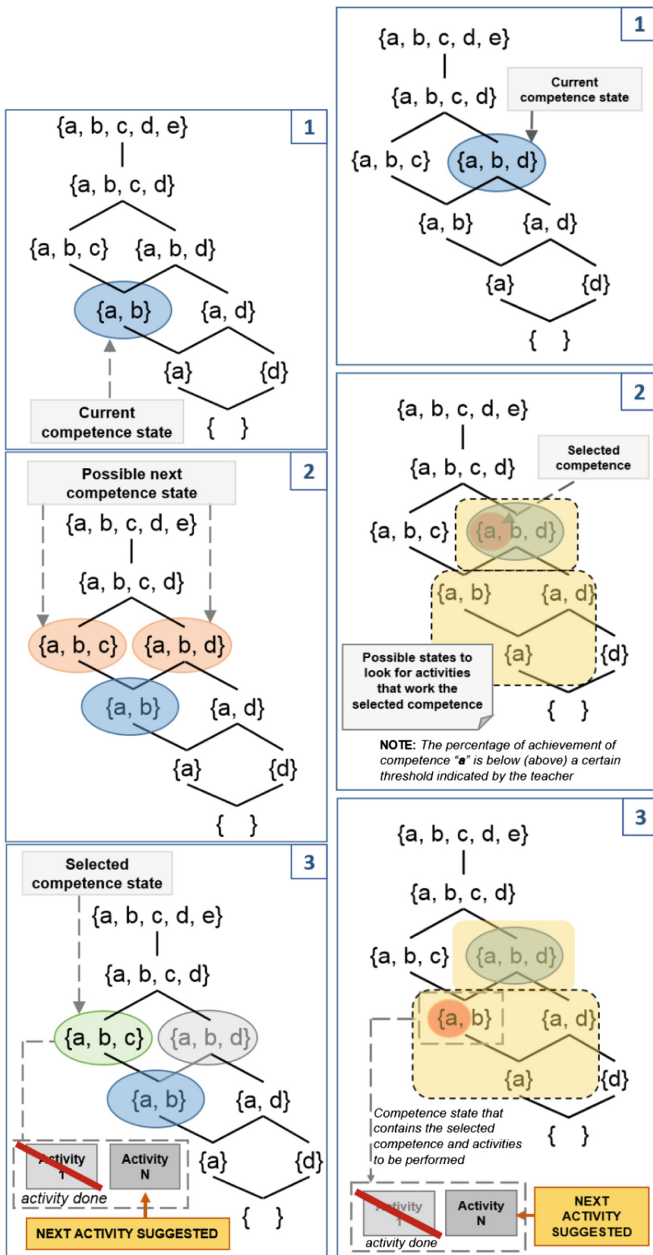 1
{a, b, c, d, e}
{a, b, c, d}
{a, b, c} {a, b, d}
{a, b} {a, d}
{a} {d}
{ }
Current
competence state
2
Possible next
competence state
{a, b, c, d, e}
{a, b, c, d}
{a, b, c} {a, b, d}
{a, b} {a, d}
{a} {d}
{ }
3
Selected
competence state
{a, b, c, d, e}
{a, b, c, d}
{a, b, c} {a, b, d}
{a, b} {a, d}
{a} {d}
{ }
Activity
1
Activity
N
activity done
NEXT ACTIVITY SUGGESTED
1
{a, b, c, d, e}
Current
competence state
{a, b, c, d}
{a, b, c} {a, b, d}
{a, b} {a, d}
{a} {d}
{ }
2
{a, b, c, d, e}
Selected
competence
{a, b, c, d}
{a, b, c} {a, b, d}
{a, b} {a, d}
{a} {d}
{ }
Possible states to
look for activities
that work the
selected competence
NOTE: The percentage of achievement of
competence "a" is below (above) a certain
threshold indicated by the teacher
3
{a, b, c, d, e}
{a, b, c, d}
{a, b, c} {a, b, d}
{a, b} {a, d}
{a} {d}
{ }
Competence state that
contains the selected
competence and activities
to be performed
Activity
1
Activity
N
activity done
NEXT
ACTIVITY
SUGGESTED